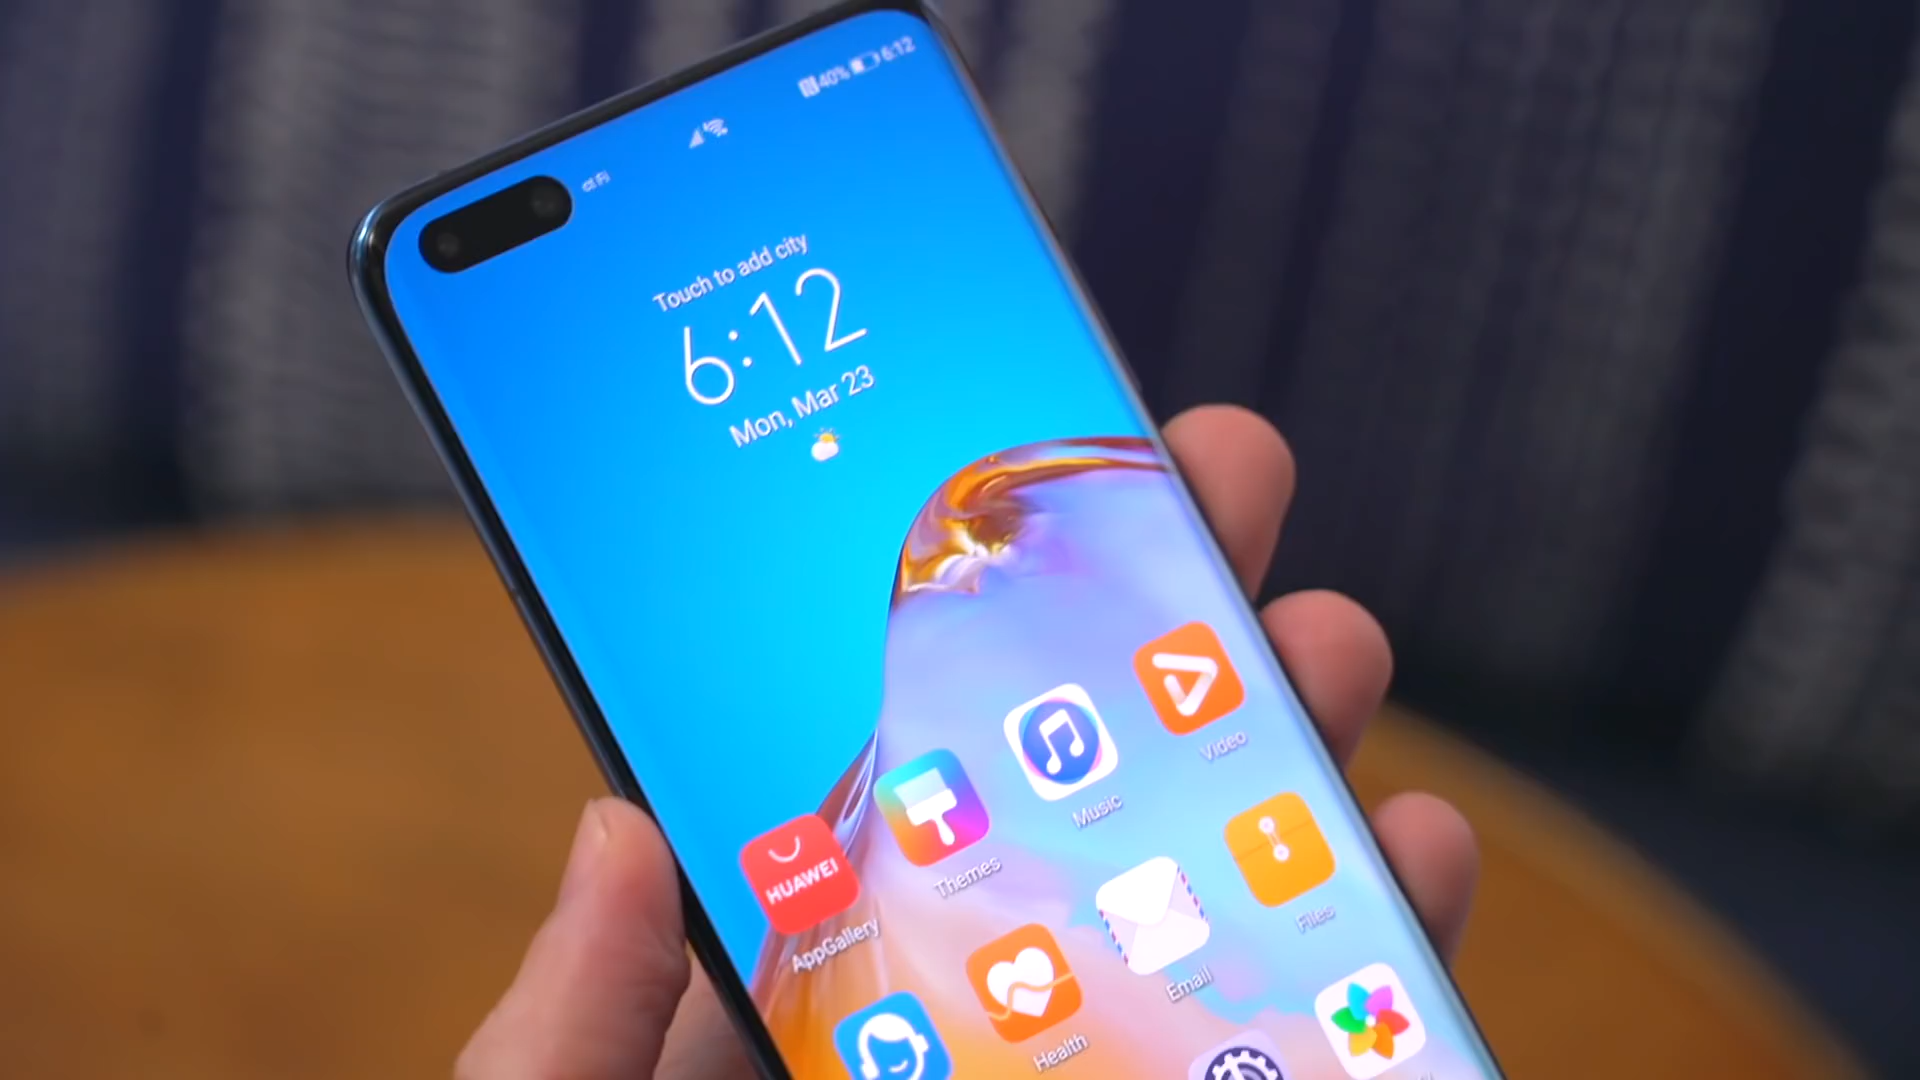 40% 6:12
Touch to add city
6:12
Mon, Mar 23
Video
Music
Themes
HUAWEI
AppGallery
Files
Email
Health